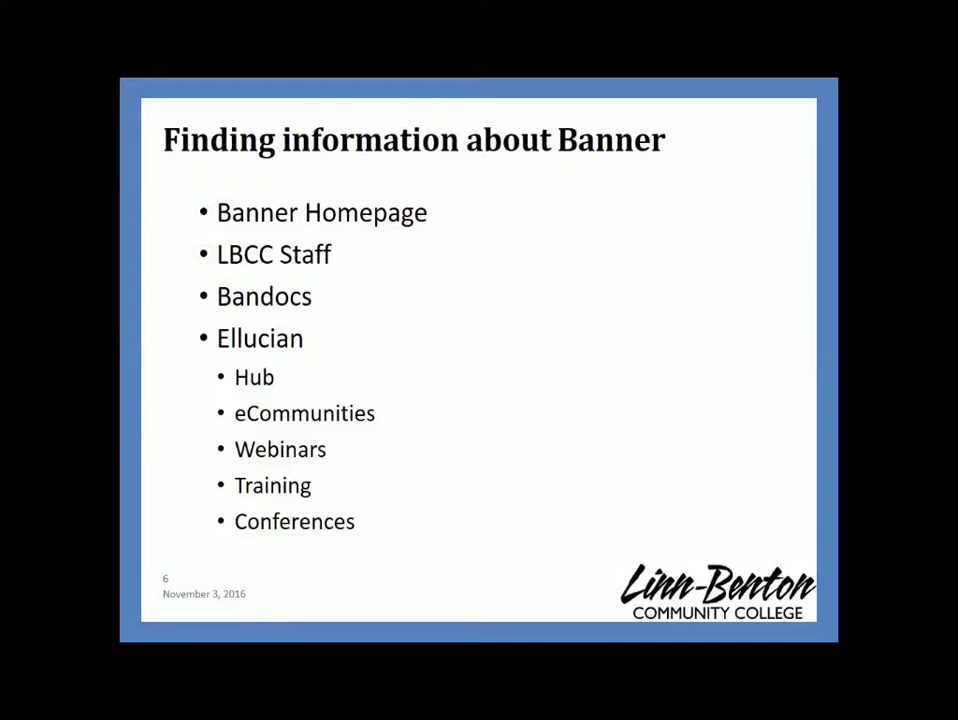 Finding information about Banner
• Banner Homepage
• LBCC Staff
• Bandocs
• Ellucian
• Hub
• eCommunities
• Webinars
• Training
• Conferences
6
November 3, 2016
Linn-Benton
COMMUNITY COLLEGE